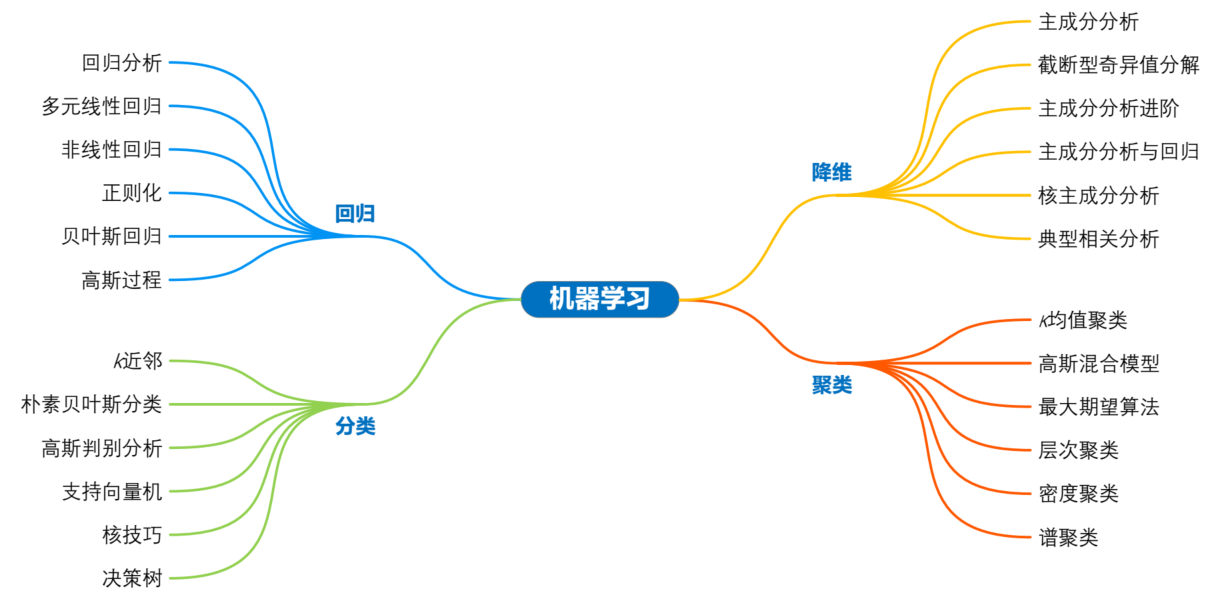 机器学习
回归
回归分析
多元线性回归
非线性回归
正则化
贝叶斯回归
高斯过程
分类
k近邻
朴素贝叶斯分类
高斯判别分析
支持向量机
核技巧
决策树
降维
主成分分析
截断型奇异值分解
主成分分析进阶
主成分分析与回归
核主成分分析
典型相关分析
聚类
k均值聚类
高斯混合模型
最大期望算法
层次聚类
密度聚类
谱聚类